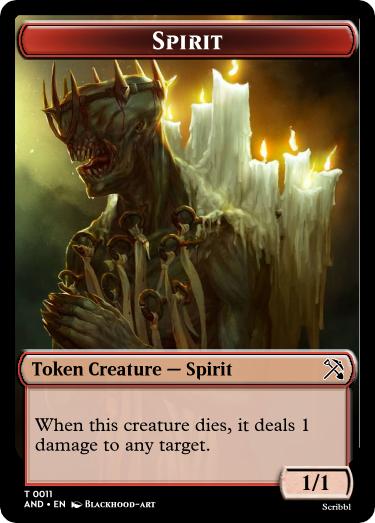 Spirit
Token Creature — Spirit
When this creature dies, it deals 1
damage to any target.
1/1
T 0011
AND • EN Blackhood-art
Scribbl